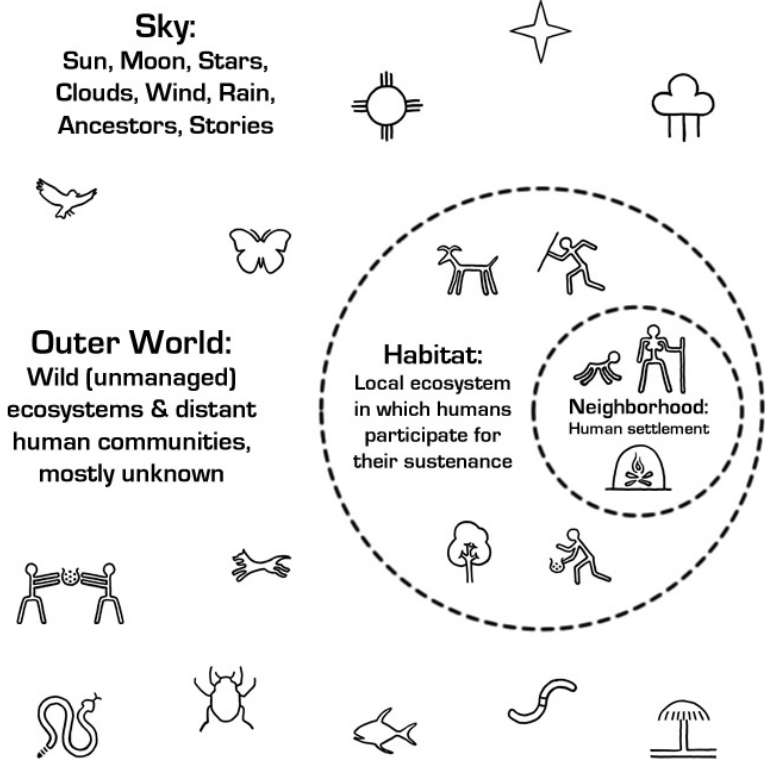 Sky:
Sun, Moon, Stars,
Clouds, Wind, Rain,
Ancestors, Stories
Outer World:
Wild (unmanaged)
ecosystems & distant
human communities,
mostly unknown
Habitat:
Local ecosystem
in which humans
participate for
their sustenance
Neighborhood:
Human settlement